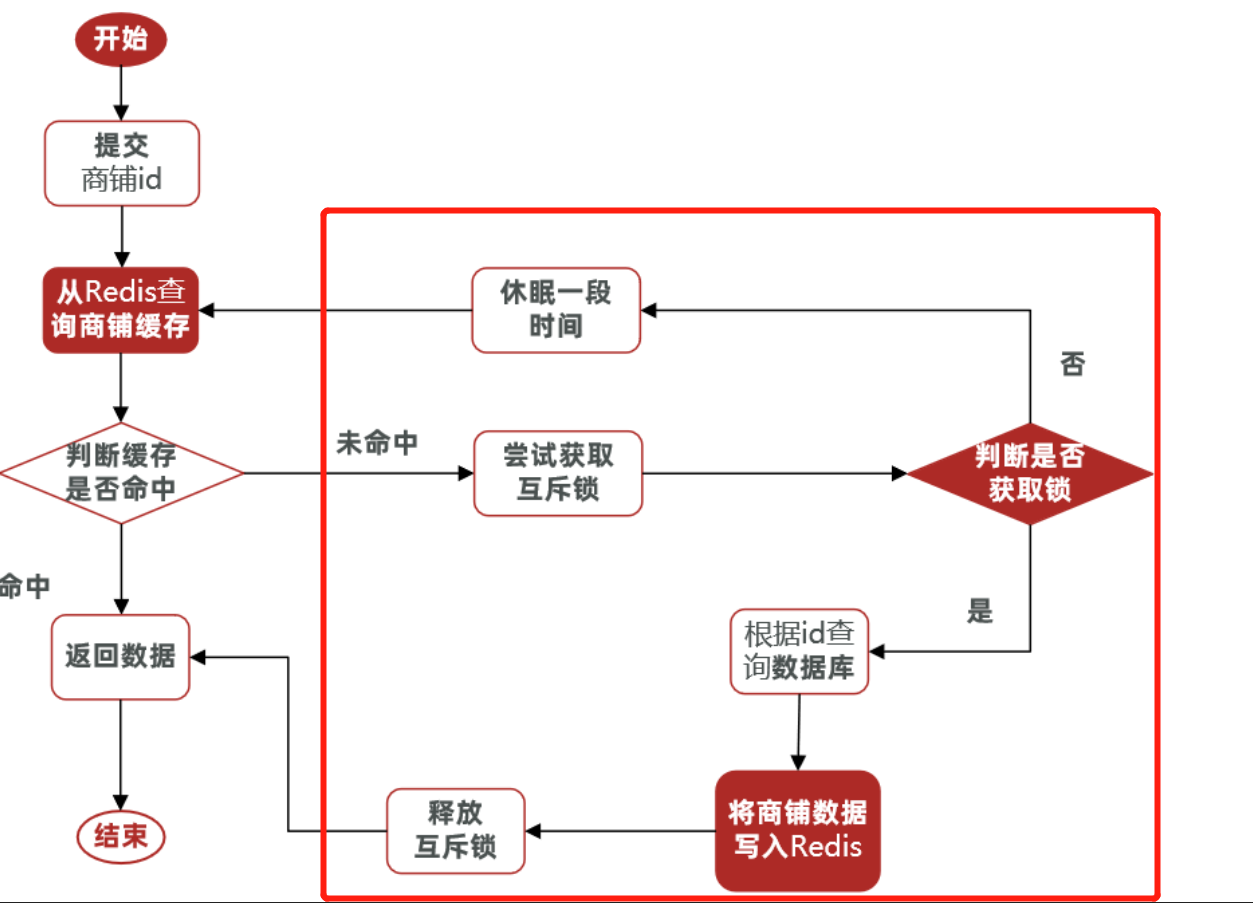 开始
提交
商铺id
从Redis查
询商铺缓存
休眠一段
时间
否
判断缓存
是否命中
未命中
尝试获取
互斥锁
判断是否
获取锁
命中
是
返回数据
根据id查
询数据库
将商铺数据
写入Redis
释放
互斥锁
结束